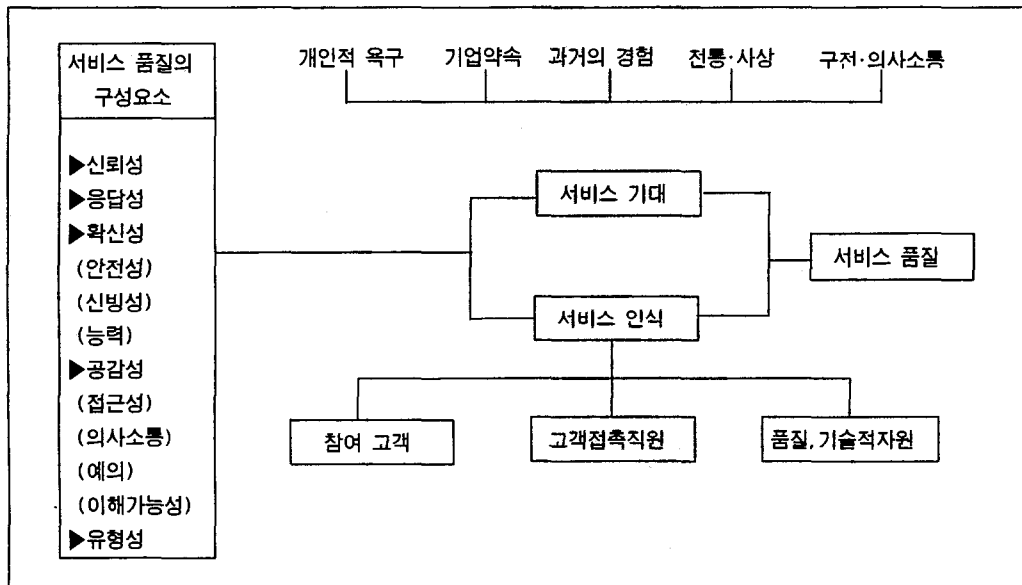 서비스 품질의
구성요소
▶신뢰성
▶응답성
▶확신성
(안전성)
(신빙성)
(능력)
▶공감성
(접근성)
(의사소통)
(예의)
(이해가능성)
▶유형성
개인적 욕구 기업약속 과거의 경험 전통·사상 구전·의사소통
서비스 기대
서비스 품질
서비스 인식
참여 고객 고객접촉직원 품질,기술적자원